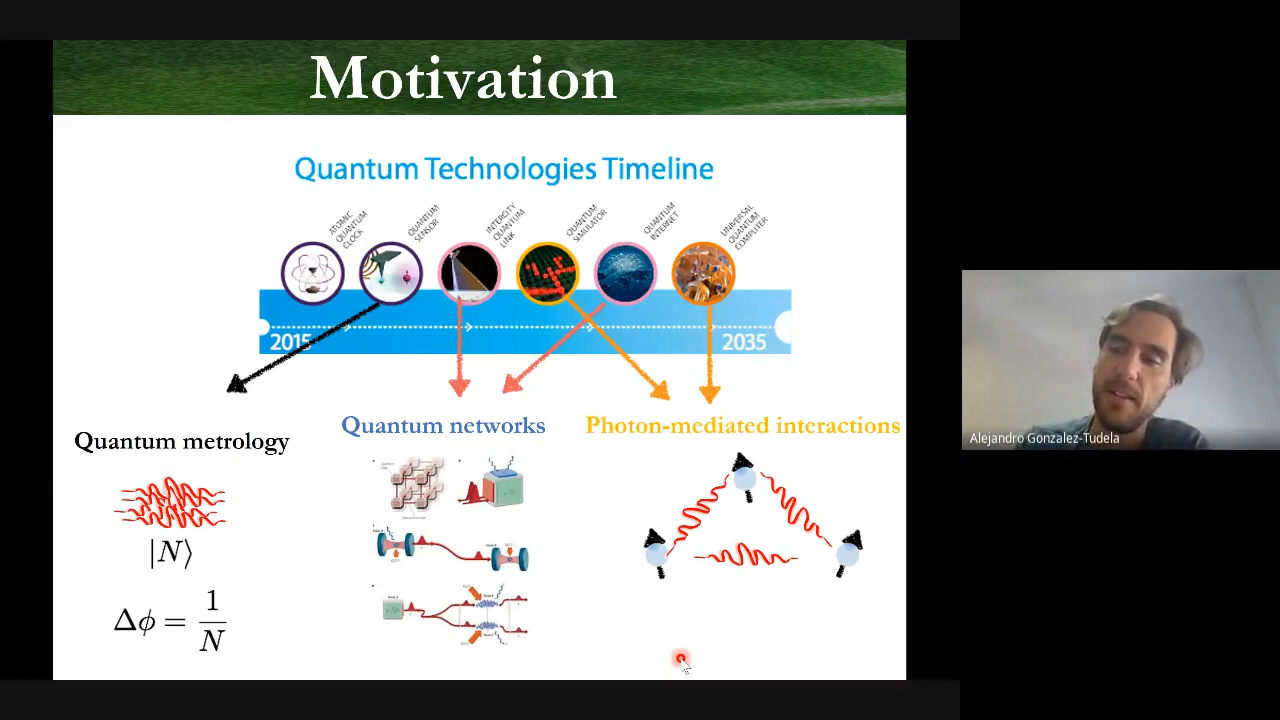 Motivation
Quantum Technologies Timeline
ATOMIC
QUANTUM
CLOCK
QUANTUM
SENSOR
INTERCITY
QUANTUM
LINK
QUANTUM
SIMULATOR
QUANTUM
INTERNET
UNIVERSAL
QUANTUM
COMPUTER
2015
2035
Quantum metrology
Quantum networks
Photon-mediated interactions
|N⟩
Δϕ = 1/N
Alejandro Gonzalez-Tudela